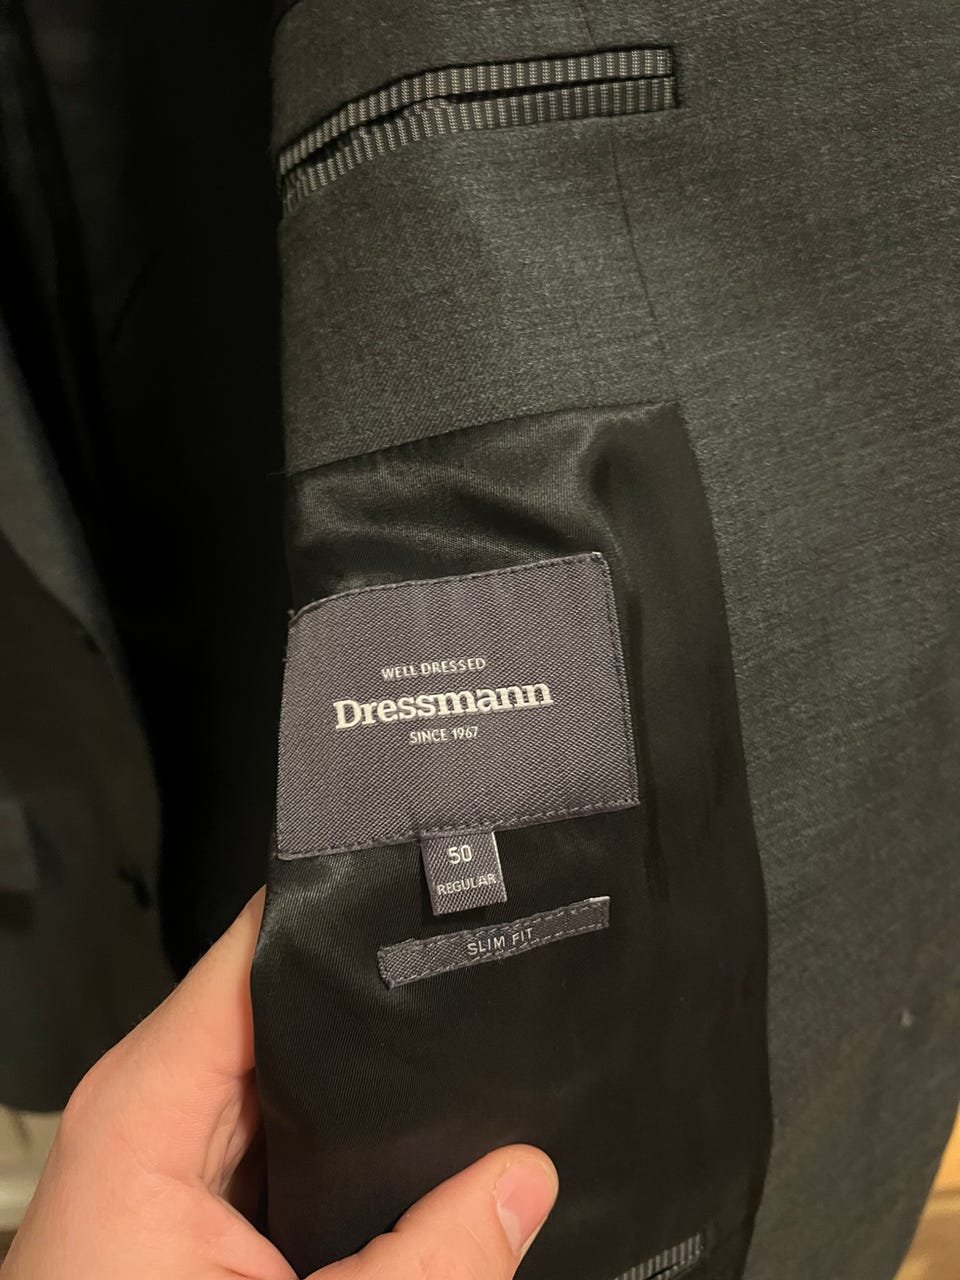 WELL DRESSED
Dressmann
SINCE 1967
50
REGULAR
SLIM FIT